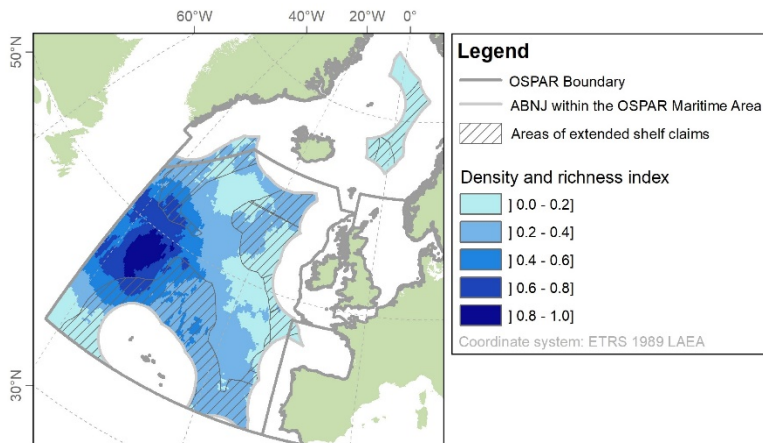 60°W
20°W
0°
50°N
30°N
Legend
OSPAR Boundary
ABNJ within the OSPAR Maritime Area
Areas of extended shelf claims
Density and richness index
] 0.0 - 0.2]
] 0.2 - 0.4]
] 0.4 - 0.6]
] 0.6 - 0.8]
] 0.8 - 1.0]
Coordinate system: ETRS 1989 LAEA